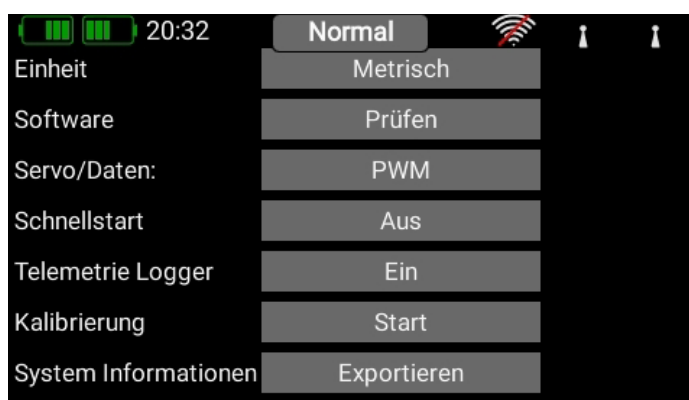 20:32 Normal
Einheit Metrisch
Software Prüfen
Servo/Daten: PWM
Schnellstart Aus
Telemetrie Logger Ein
Kalibrierung Start
System Informationen Exportieren